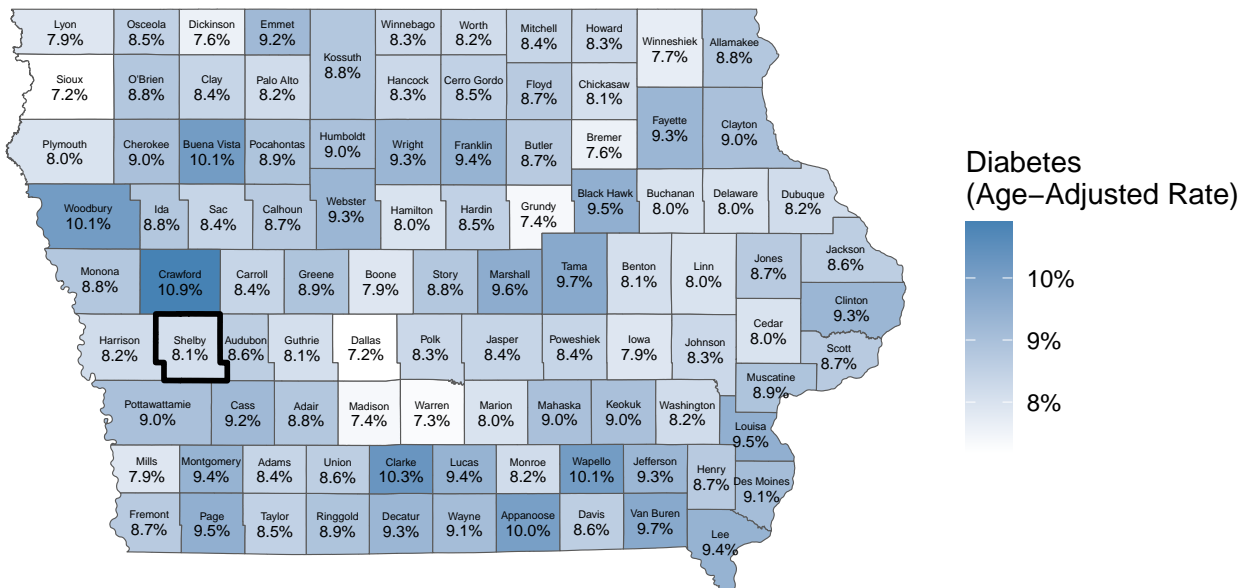 Lyon
7.9%
Osceola
8.5%
Dickinson
7.6%
Emmet
9.2%
Kossuth
8.8%
Winnebago
8.3%
Worth
8.2%
Mitchell
8.4%
Howard
8.3%
Winneshiek
7.7%
Allamakee
8.8%
Sioux
7.2%
O'Brien
8.8%
Clay
8.4%
Palo Alto
8.2%
Hancock
8.3%
Cerro Gordo
8.5%
Floyd
8.7%
Chickasaw
8.1%
Fayette
9.3%
Clayton
9.0%
Plymouth
8.0%
Cherokee
9.0%
Buena Vista
10.1%
Pocahontas
8.9%
Humboldt
9.0%
Wright
9.3%
Franklin
9.4%
Butler
8.7%
Bremer
7.6%
Woodbury
10.1%
Ida
8.8%
Sac
8.4%
Calhoun
8.7%
Webster
9.3%
Hamilton
8.0%
Hardin
8.5%
Grundy
7.4%
Black Hawk
9.5%
Buchanan
8.0%
Delaware
8.0%
Dubuque
8.2%
Monona
8.8%
Crawford
10.9%
Carroll
8.4%
Greene
8.9%
Boone
7.9%
Story
8.8%
Marshall
9.6%
Tama
9.7%
Benton
8.1%
Linn
8.0%
Jones
8.7%
Jackson
8.6%
Clinton
9.3%
Harrison
8.2%
Shelby
8.1%
Audubon
8.6%
Guthrie
8.1%
Dallas
7.2%
Polk
8.3%
Jasper
8.4%
Poweshiek
8.4%
Iowa
7.9%
Johnson
8.3%
Cedar
8.0%
Scott
8.7%
Muscatine
8.9%
Pottawattamie
9.0%
Cass
9.2%
Adair
8.8%
Madison
7.4%
Warren
7.3%
Marion
8.0%
Mahaska
9.0%
Keokuk
9.0%
Washington
8.2%
Louisa
9.5%
Mills
7.9%
Montgomery
9.4%
Adams
8.4%
Union
8.6%
Clarke
10.3%
Lucas
9.4%
Monroe
8.2%
Wapello
10.1%
Jefferson
9.3%
Henry
8.7%
Des Moines
9.1%
Fremont
8.7%
Page
9.5%
Taylor
8.5%
Ringgold
8.9%
Decatur
9.3%
Wayne
9.1%
Appanoose
10.0%
Davis
8.6%
Van Buren
9.7%
Lee
9.4%
Diabetes
(Age−Adjusted Rate)
10%
9%
8%